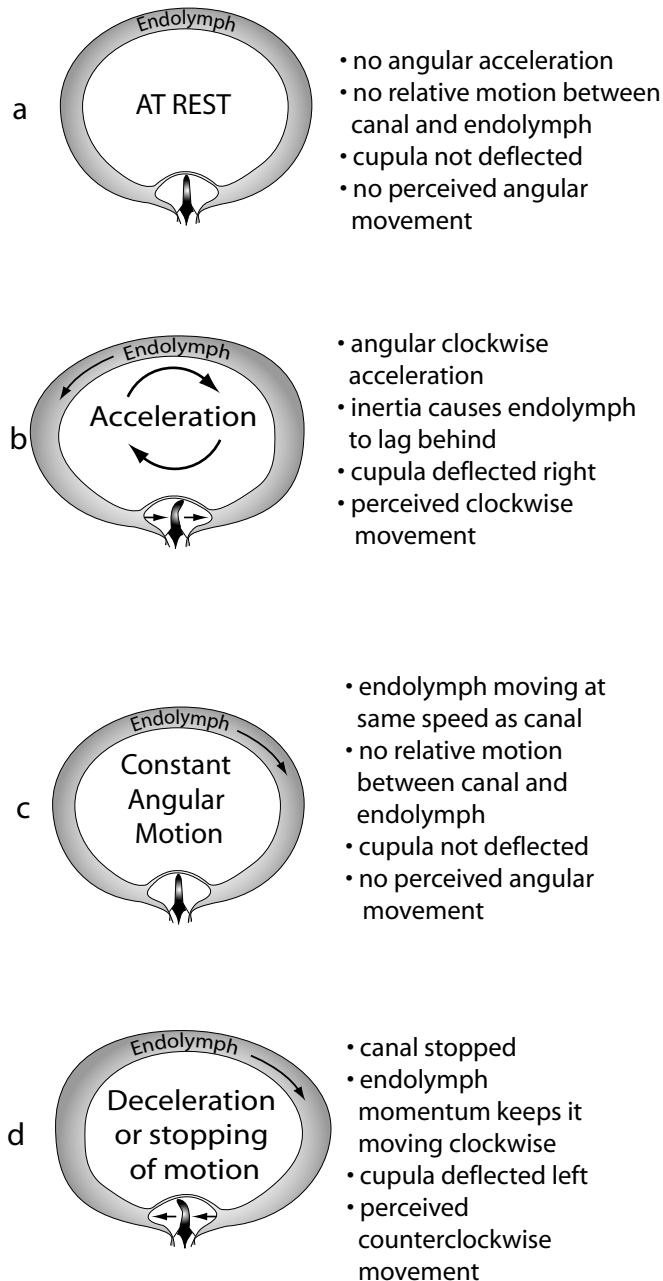 a
Endolymph
AT REST
• no angular acceleration
• no relative motion between
canal and endolymph
• cupula not deflected
• no perceived angular
movement
b
Endolymph
Acceleration
• angular clockwise
acceleration
• inertia causes endolymph
to lag behind
• cupula deflected right
• perceived clockwise
movement
c
Endolymph
Constant
Angular
Motion
• endolymph moving at
same speed as canal
• no relative motion
between canal and
endolymph
• cupula not deflected
• no perceived angular
movement
d
Endolymph
Deceleration
or stopping
of motion
• canal stopped
• endolymph
momentum keeps it
moving clockwise
• cupula deflected left
• perceived
counterclockwise
movement